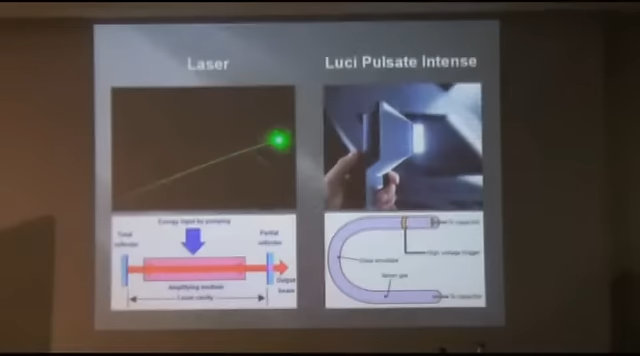 Laser
Luci Pulsate Intense
Energy input by pumping
Total
reflector
Partial
reflector
Output
beam
Amplifying medium
Laser cavity
To capacitor
High voltage trigger
Glass envelope
Xenon gas
To capacitor